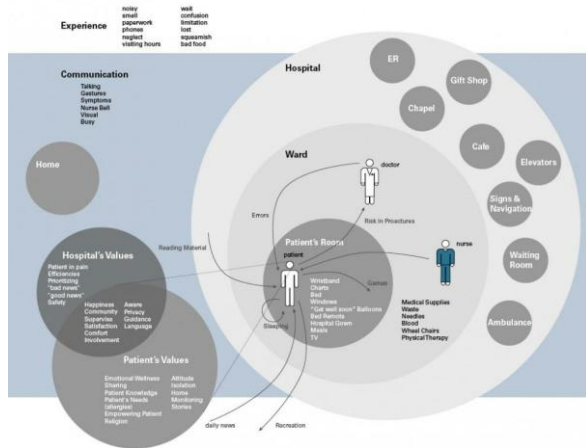 Experience
noisy
smell
paperwork
phones
neglect
visiting hours
wait
confusion
limitation
lost
squeamish
bad food
Communication
Talking
Gestures
Symptoms
Nurse Bell
Visual
Busy
Home
Hospital
ER
Gift Shop
Chapel
Cafe
Elevators
Signs &
Navigation
Waiting
Room
Ambulance
Ward
doctor
Errors
Risk in Procedures
Reading Material
Patient's Room
patient
nurse
Games
Sleeping
Wristband
Charts
Bed
Windows
"Get well soon" Balloons
Bed Remote
Hospital Gown
Meals
TV
Medical Supplies
Waste
Needles
Blood
Wheel Chairs
Physical Therapy
Hospital's Values
Patient in pain
Efficiencies
Prioritizing
"bad news"
"good news"
Safety
Happiness
Community
Supervise
Satisfaction
Comfort
Involvement
Aware
Privacy
Guidance
Language
Patient's Values
Emotional Wellness
Sharing
Patient Knowledge
Patient's Needs
(allergies)
Empowering Patient
Religion
Attitude
Isolation
Home
Monitoring
Stories
daily news
Recreation